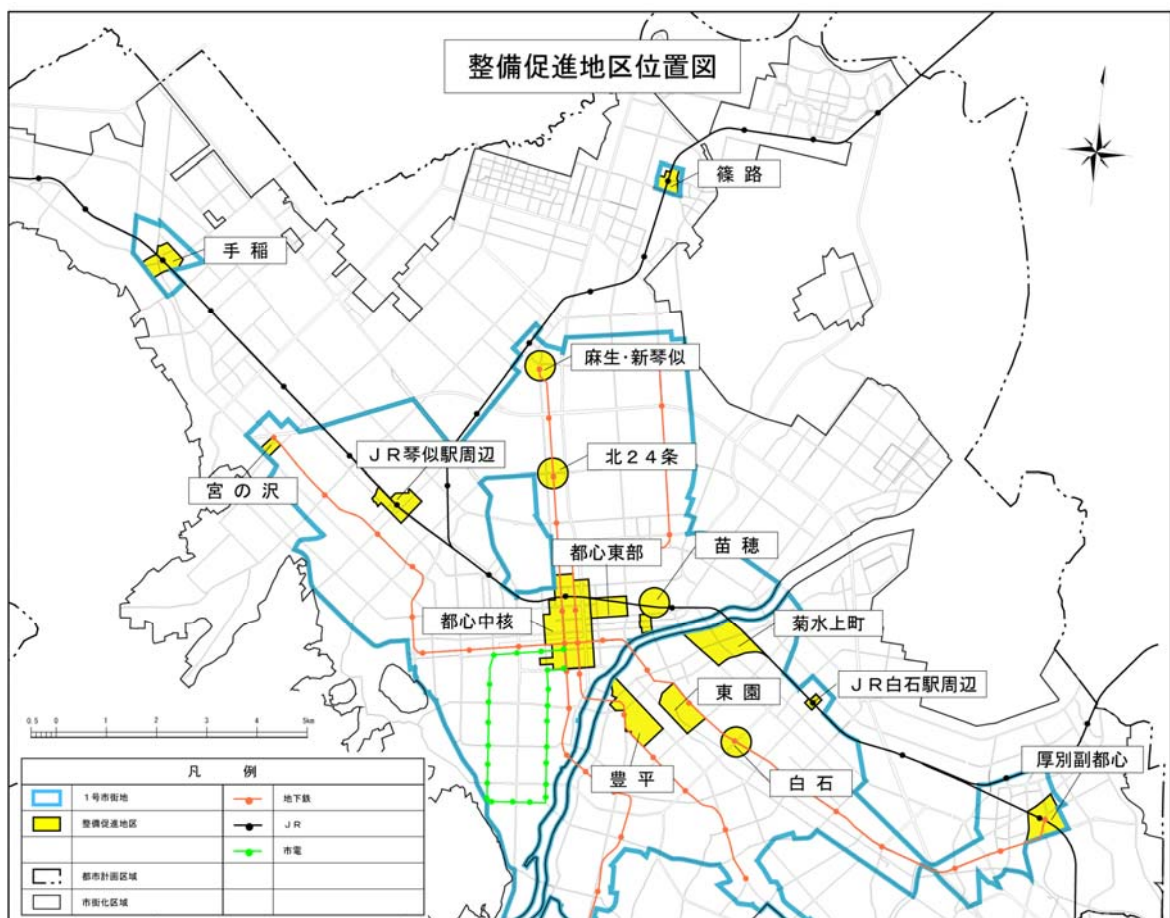 整備促進地区位置図
篠路
手稲
麻生・新琴似
JR琴似駅周辺
北24条
宮の沢
都心東部
苗穂
都心中核
菊水上町
東園
JR白石駅周辺
豊平
白石
厚別副都心
0.5 0 1 2 3 4 5km
凡 例
1号市街地
地下鉄
整備促進地区
JR
市電
都市計画区域
市街化区域